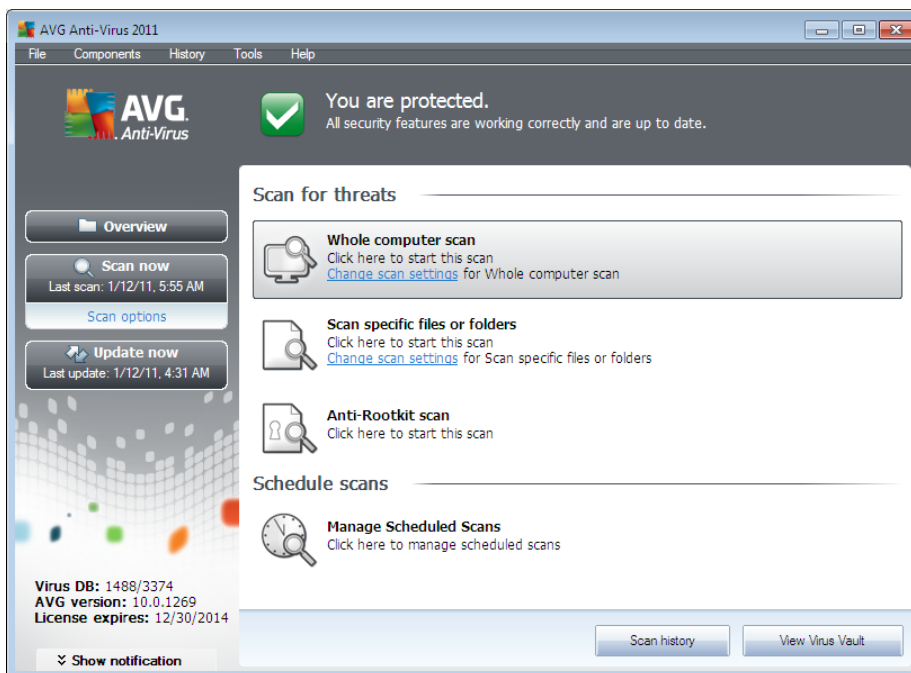 AVG Anti-Virus 2011
File Components History Tools Help
AVG.
Anti-Virus
You are protected.
All security features are working correctly and are up to date.
Overview
Scan now
Last scan: 1/12/11, 5:55 AM
Scan options
Update now
Last update: 1/12/11, 4:31 AM
Scan for threats
Whole computer scan
Click here to start this scan
Change scan settings for Whole computer scan
Scan specific files or folders
Click here to start this scan
Change scan settings for Scan specific files or folders
Anti-Rootkit scan
Click here to start this scan
Schedule scans
Manage Scheduled Scans
Click here to manage scheduled scans
Virus DB: 1488/3374
AVG version: 10.0.1269
License expires: 12/30/2014
Show notification
Scan history
View Virus Vault